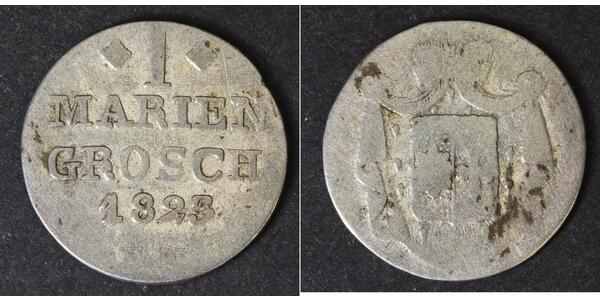 1
MARIEN
GROSCH
1823